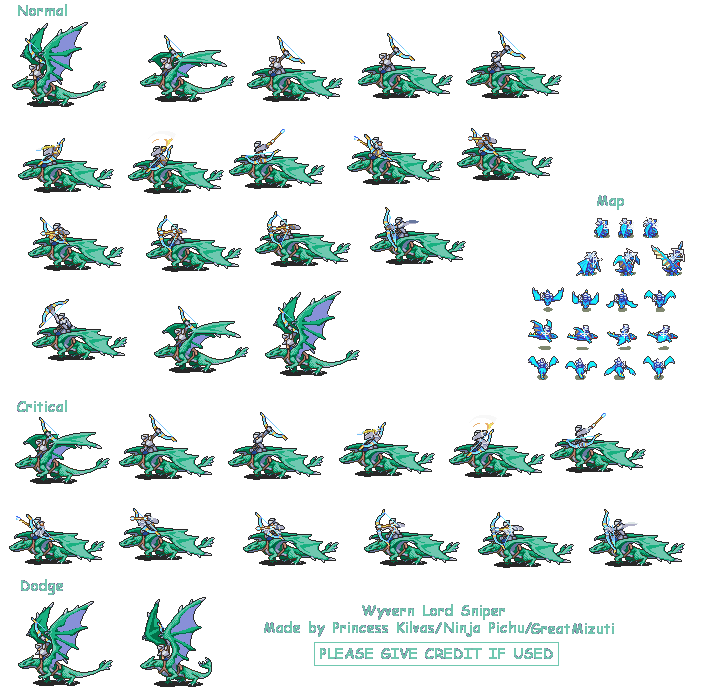 Normal
Map
Critical
Dodge
Wyvern Lord Sniper
Made by Princess Kilvas/Ninja Pichu/GreatMizuti
PLEASE GIVE CREDIT IF USED